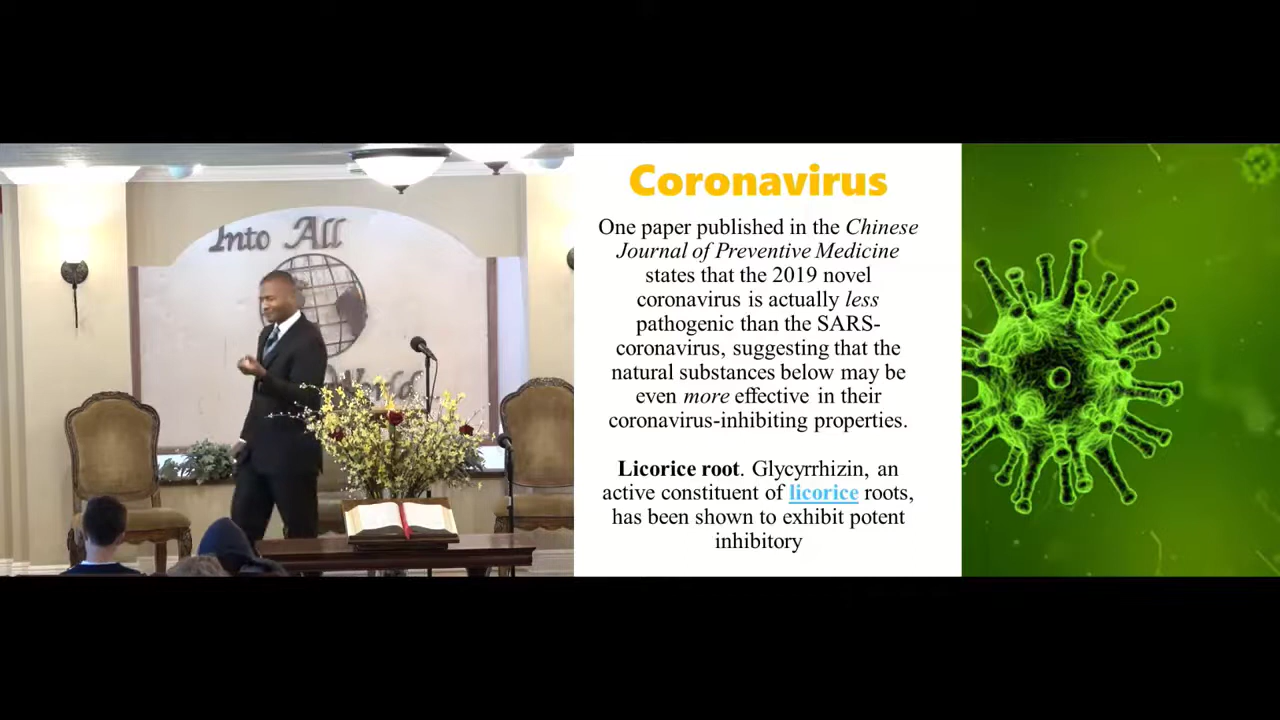 Into All
World
Coronavirus
One paper published in the Chinese
Journal of Preventive Medicine
states that the 2019 novel
coronavirus is actually less
pathogenic than the SARS-
coronavirus, suggesting that the
natural substances below may be
even more effective in their
coronavirus-inhibiting properties.
Licorice root. Glycyrrhizin, an
active constituent of licorice roots,
has been shown to exhibit potent
inhibitory